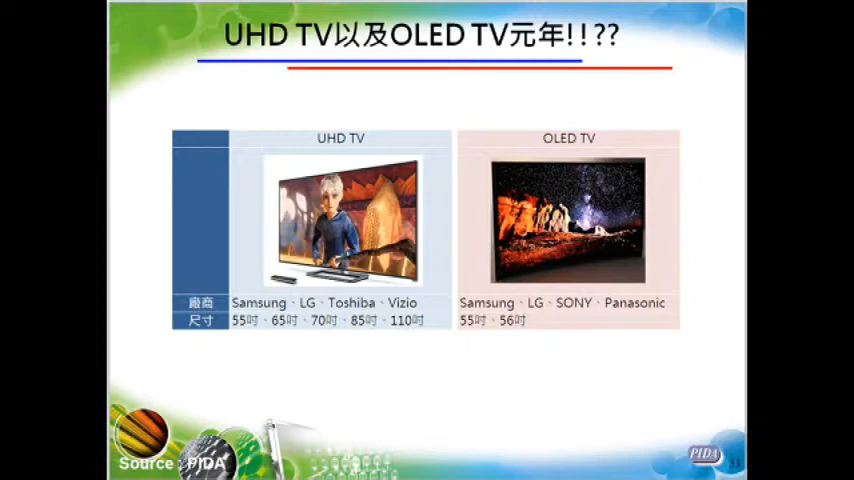 UHD TV以及OLED TV元年!!??
UHD TV
OLED TV
廠商
Samsung、LG、Toshiba、Vizio
Samsung、LG、SONY、Panasonic
尺寸
55吋、65吋、70吋、85吋、110吋
55吋、56吋
Source : PIDA
PIDA
31